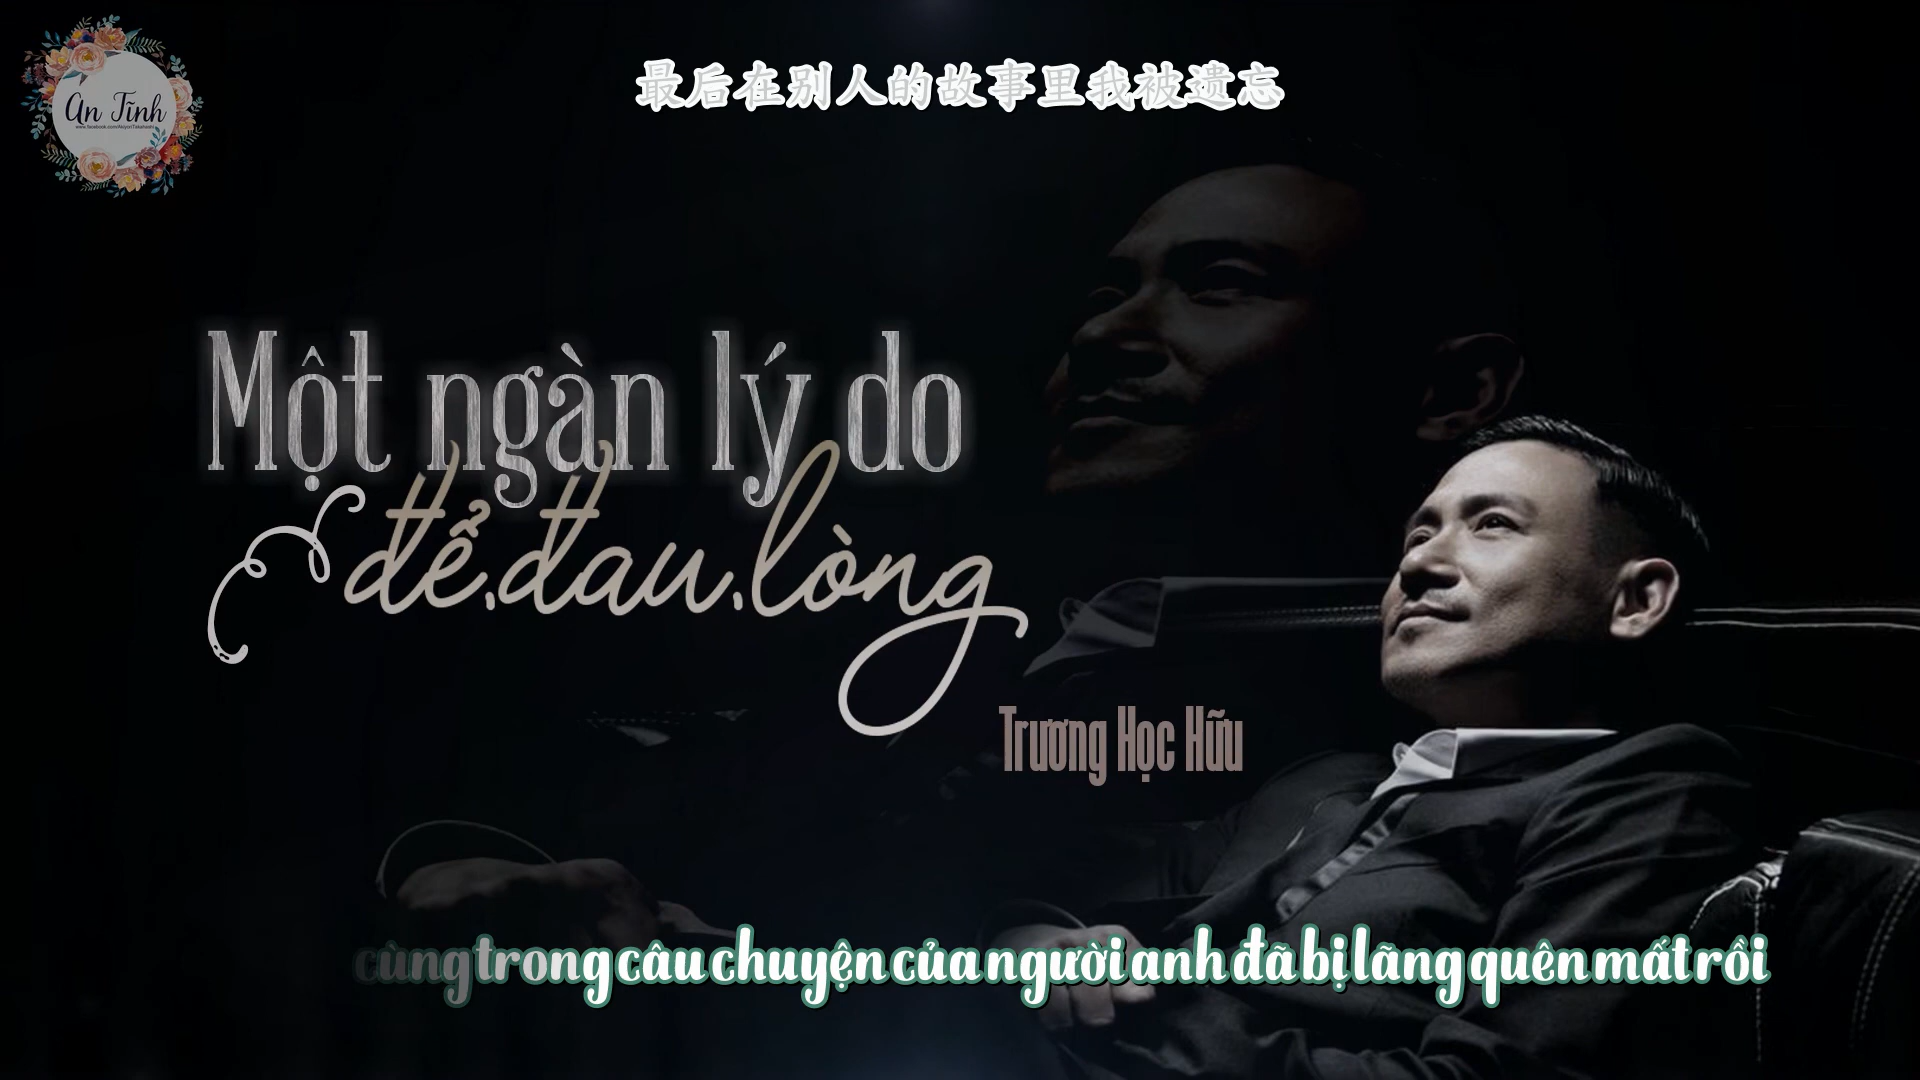 最后在别人的故事里我被遗忘
An Tĩnh
Một ngàn lý do
để đau lòng
Trương Học Hữu
cùng trong câu chuyện của người anh đã bị lãng quên mất rồi